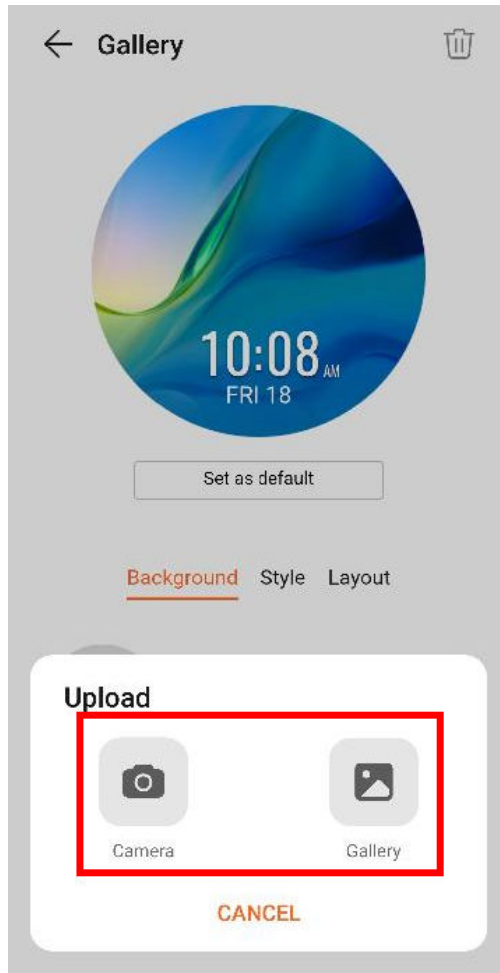 Gallery
10:08 AM
FRI 18
Set as default
Background Style Layout
Upload
Camera Gallery
CANCEL